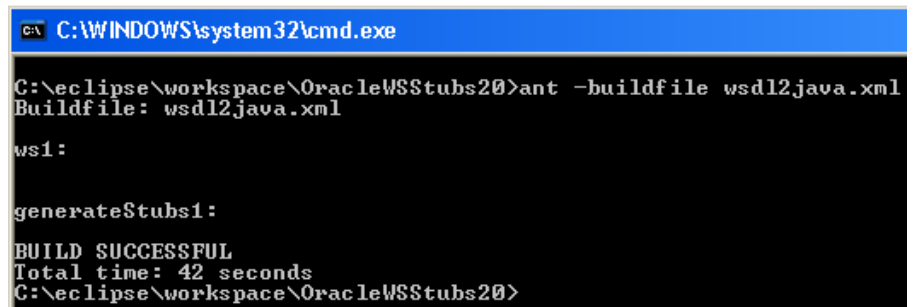 C:\WINDOWS\system32\cmd.exe
C:\eclipse\workspace\OracleWSStubs20>ant -buildfile wsdl2java.xml
Buildfile: wsdl2java.xml
ws1:
generateStubs1:
BUILD SUCCESSFUL
Total time: 42 seconds
C:\eclipse\workspace\OracleWSStubs20>